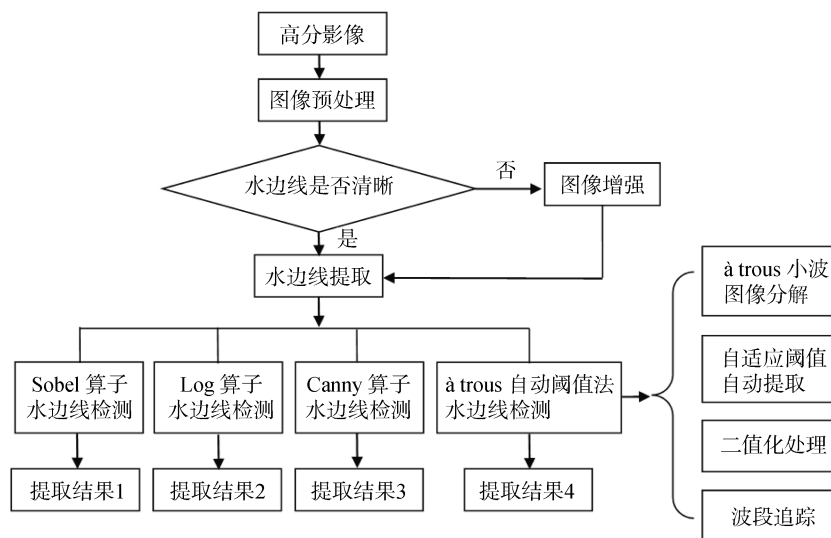 高分影像
图像预处理
水边线是否清晰
否
图像增强
是
水边线提取
Sobel 算子
水边线检测
Log 算子
水边线检测
Canny 算子
水边线检测
à trous 自动阈值法
水边线检测
提取结果1
提取结果2
提取结果3
提取结果4
à trous 小波
图像分解
自适应阈值
自动提取
二值化处理
波段追踪